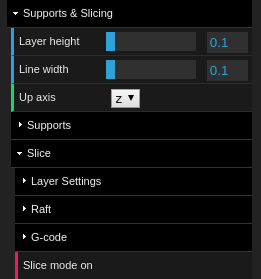 Supports & Slicing
Layer height 0.1
Line width 0.1
Up axis z
Supports
Slice
Layer Settings
Raft
G-code
Slice mode on